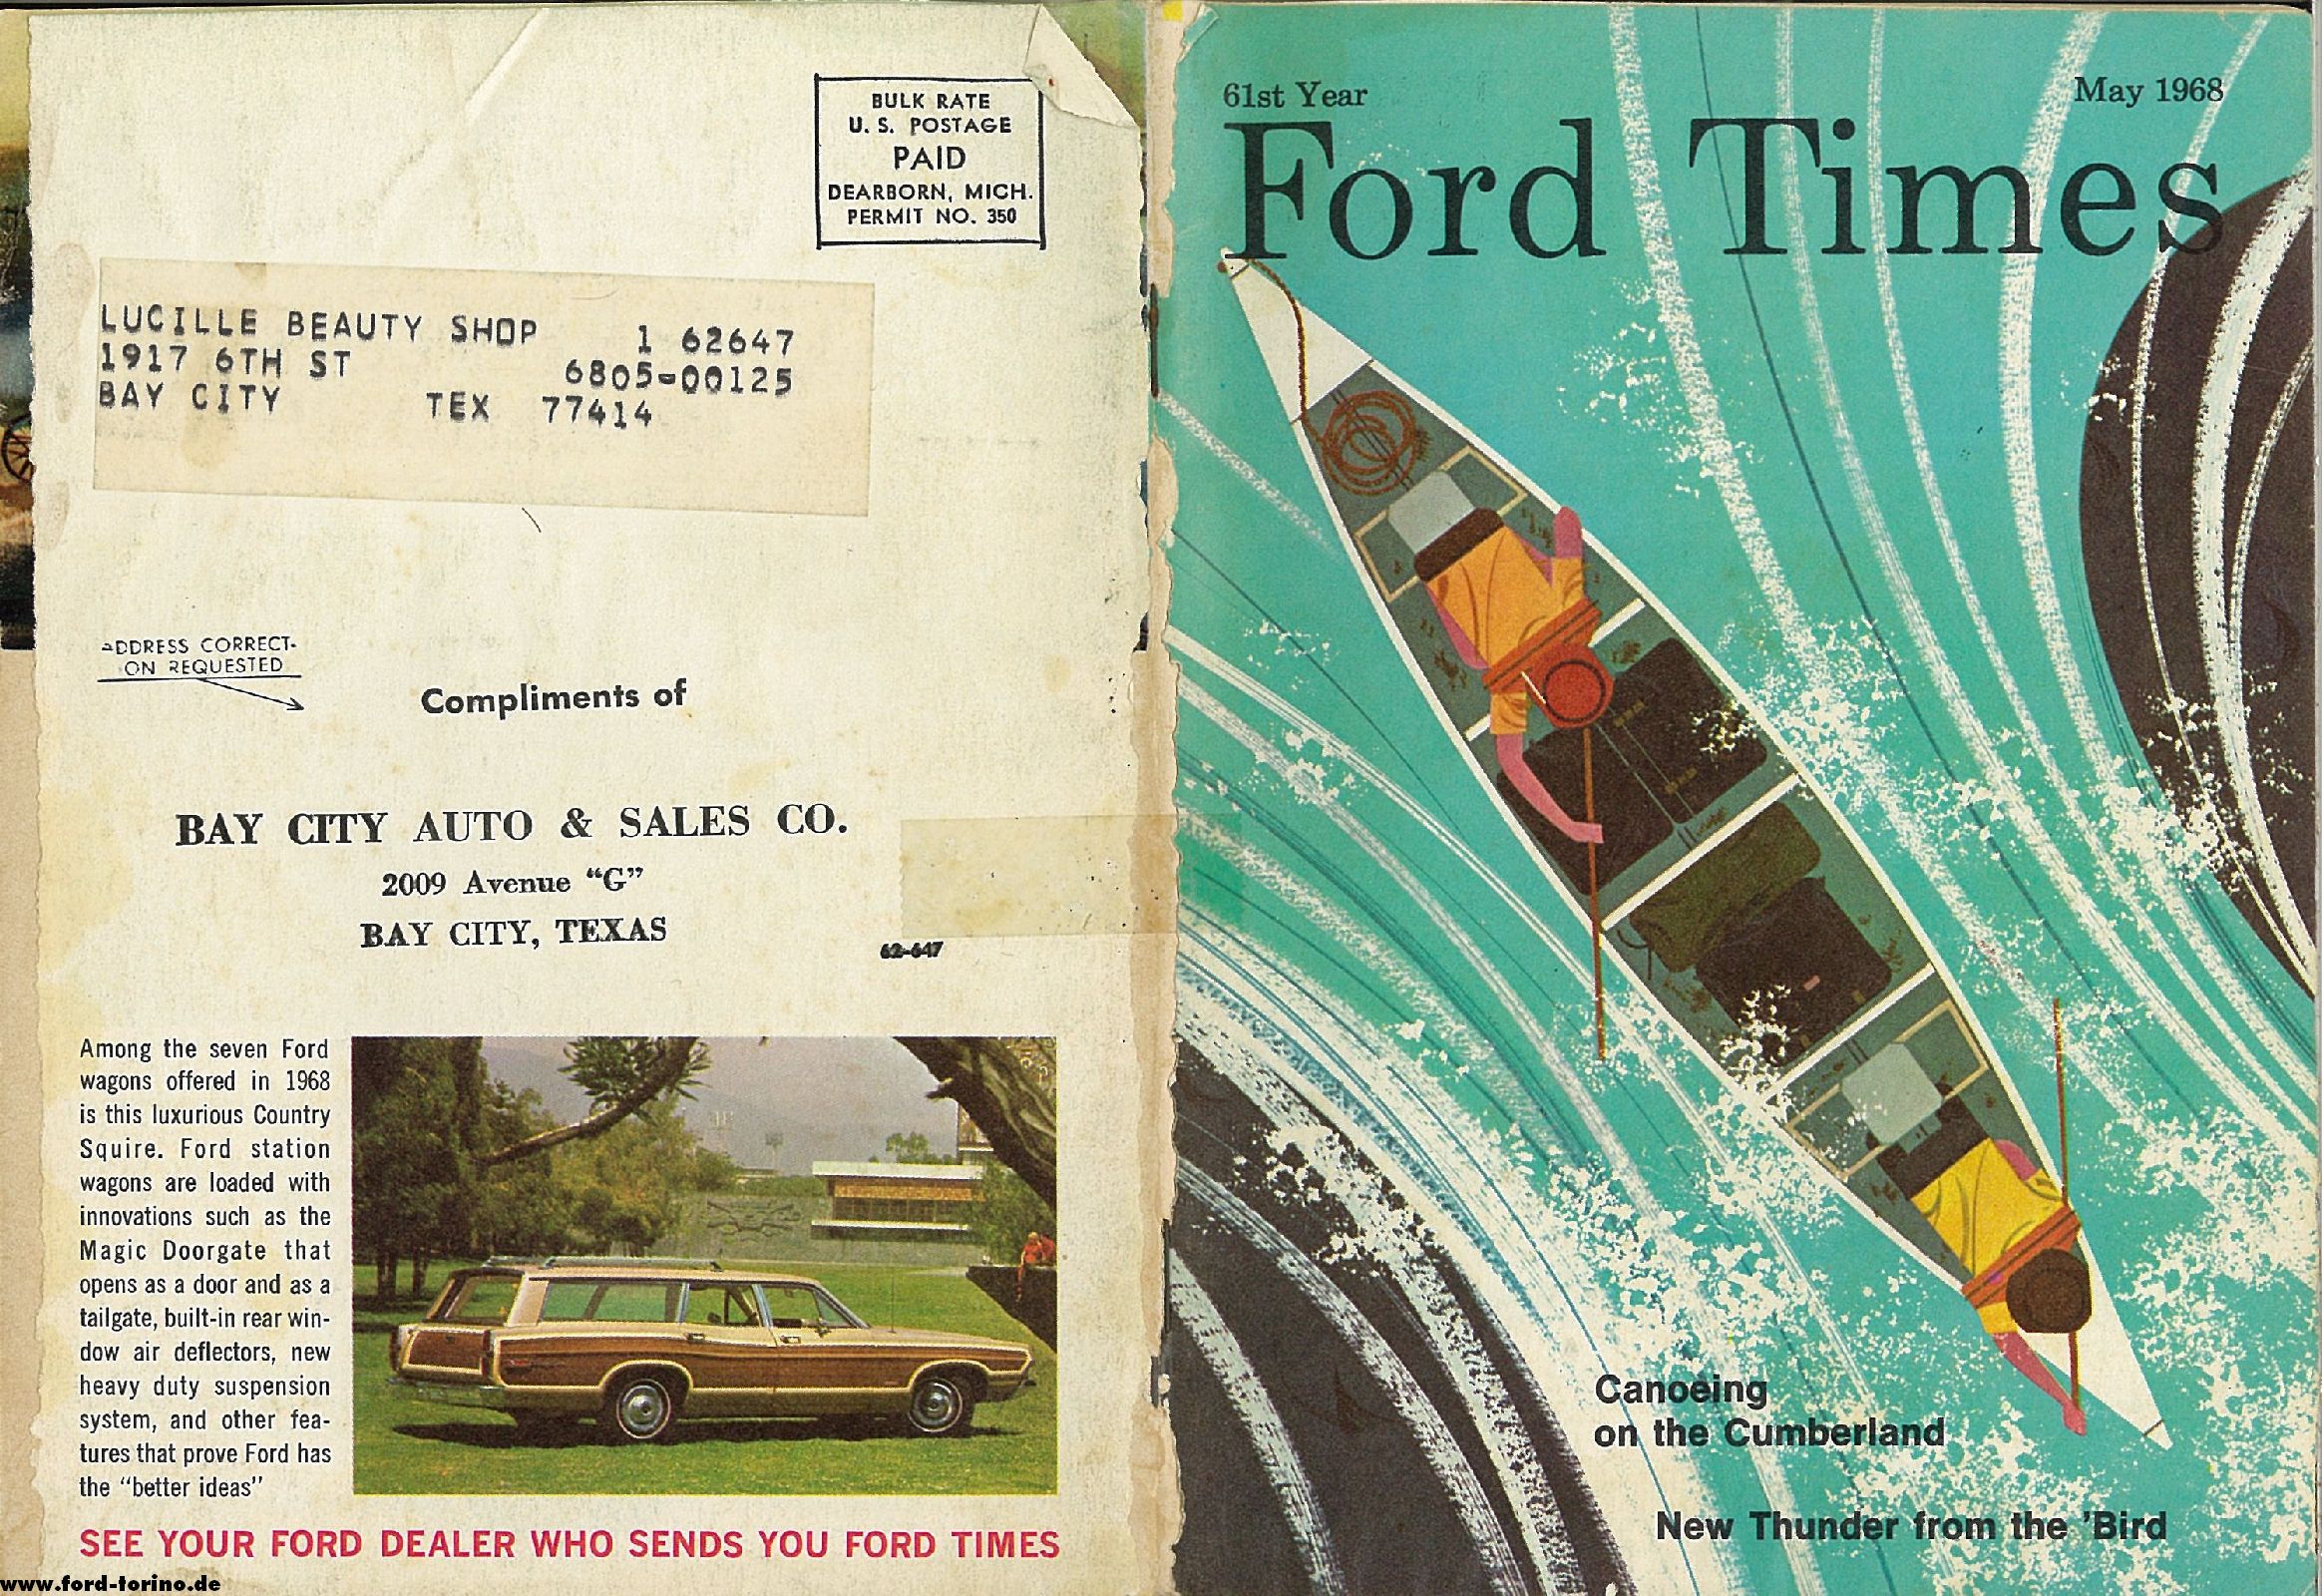 BULK RATE
U. S. POSTAGE
PAID
DEARBORN, MICH.
PERMIT NO. 350
LUCILLE BEAUTY SHOP 1 62647
1917 6TH ST 6805-00125
BAY CITY TEX 77414
ADDRESS CORRECT-
ON REQUESTED
Compliments of
BAY CITY AUTO & SALES CO.
2009 Avenue “G”
BAY CITY, TEXAS
62-647
Among the seven Ford
wagons offered in 1968
is this luxurious Country
Squire. Ford station
wagons are loaded with
innovations such as the
Magic Doorgate that
opens as a door and as a
tailgate, built-in rear win-
dow air deflectors, new
heavy duty suspension
system, and other fea-
tures that prove Ford has
the “better ideas”
SEE YOUR FORD DEALER WHO SENDS YOU FORD TIMES
www.ford-torino.de
61st Year May 1968
Ford Times
Canoeing
on the Cumberland
New Thunder from the 'Bird